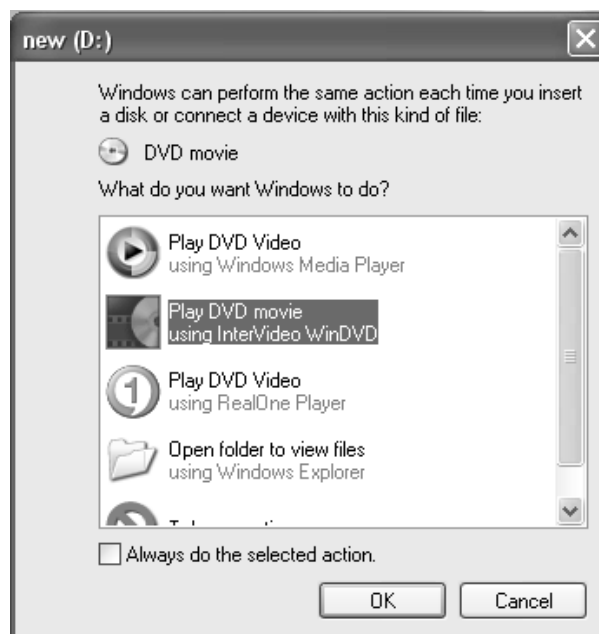 new (D:)
Windows can perform the same action each time you insert
a disk or connect a device with this kind of file:
DVD movie
What do you want Windows to do?
Play DVD Video
using Windows Media Player
Play DVD movie
using InterVideo WinDVD
Play DVD Video
using RealOne Player
Open folder to view files
using Windows Explorer
Always do the selected action.
OK
Cancel